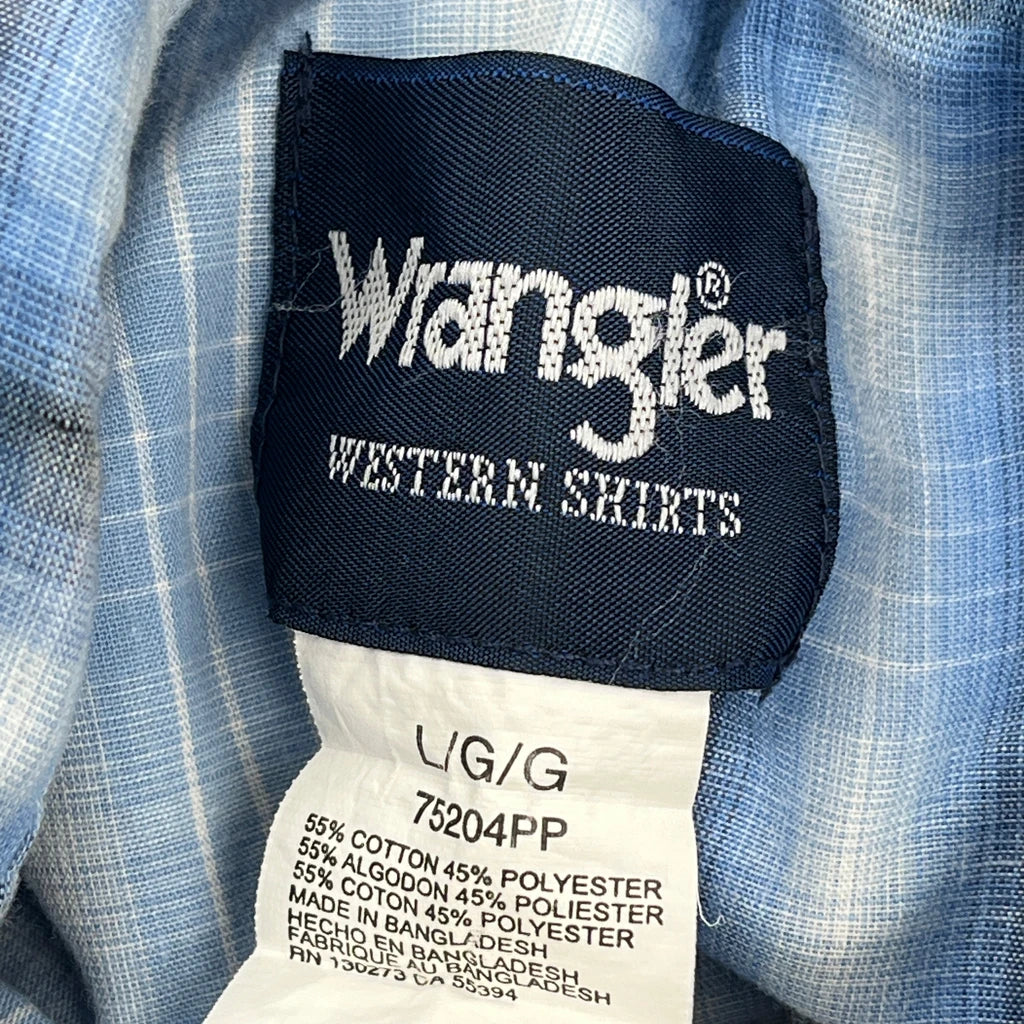 Wrangler®
WESTERN SHIRTS
L/G/G
75204PP
55% COTTON 45% POLYESTER
55% ALGODON 45% POLIESTER
55% COTON 45% POLYESTER
MADE IN BANGLADESH
HECHO EN BANGLADESH
FABRIQUE AU BANGLADESH
RN 130273 CA 55394